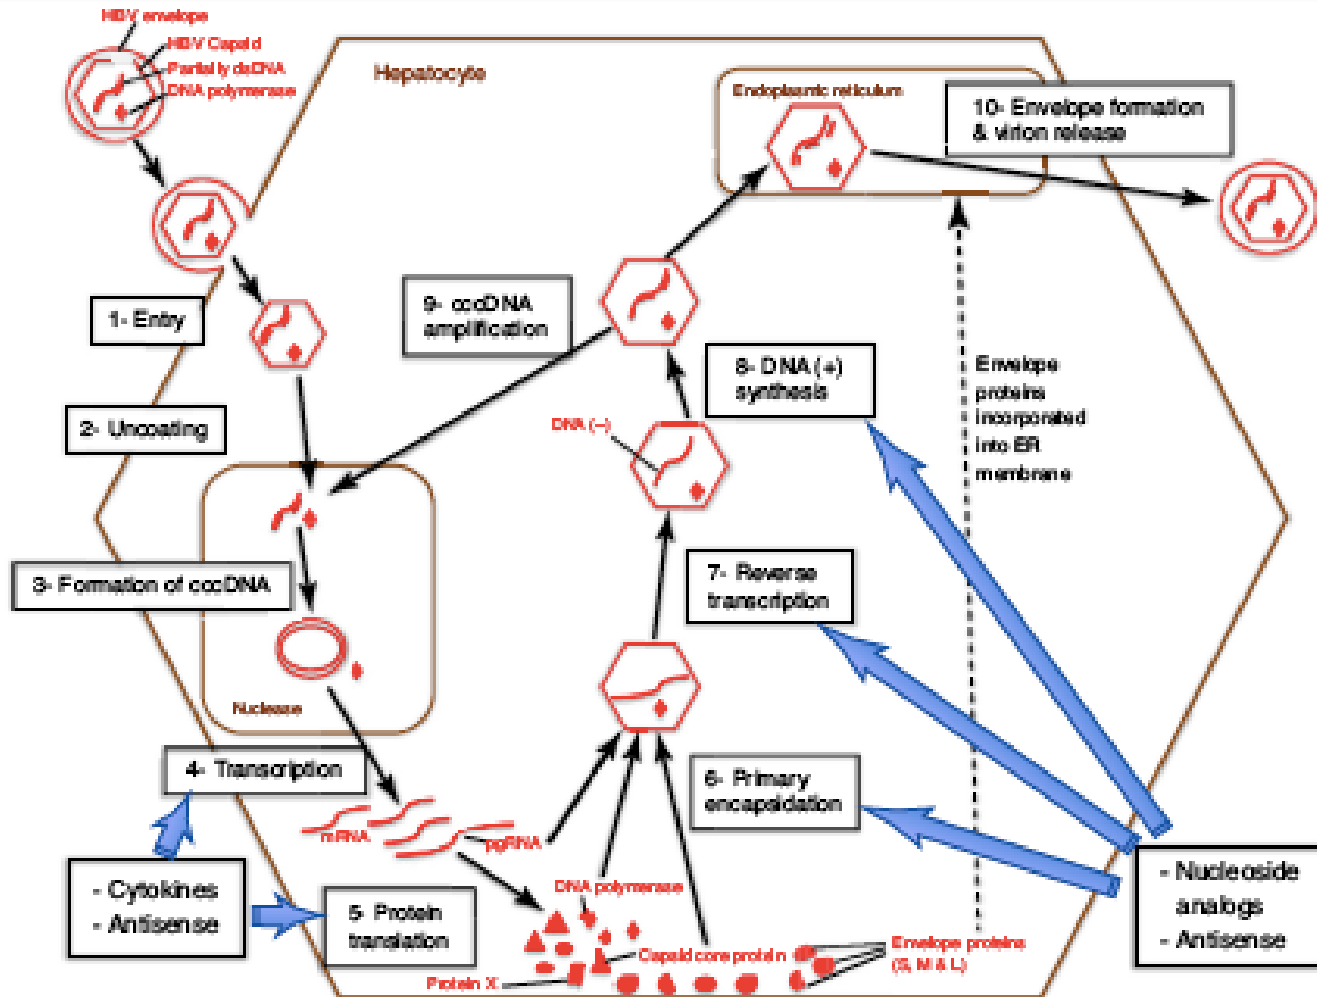 HBV envelope
HBV Capsid
Partially dsDNA
DNA polymerase
Hepatocyte
Endoplasmic reticulum
10- Envelope formation
& virion release
1- Entry
9- cccDNA
amplification
2- Uncoating
8- DNA (+)
synthesis
Envelope
proteins
incorporated
into ER
membrane
DNA (–)
3- Formation of cccDNA
7- Reverse
transcription
Nuclease
4- Transcription
6- Primary
encapsidation
mRNA
pgRNA
- Cytokines
- Antisense
5- Protein
translation
DNA polymerase
Capsid core protein
Protein X
Envelope proteins
(S, M & L)
- Nucleoside
analogs
- Antisense